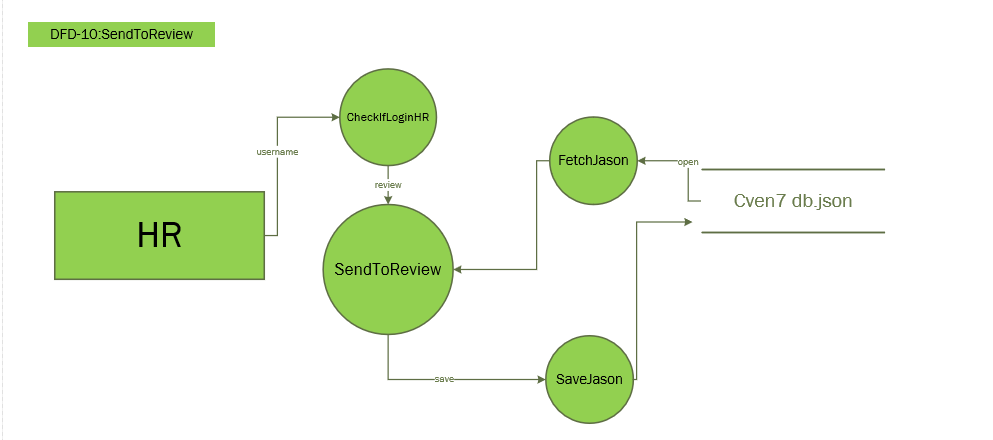 DFD-10:SendToReview
CheckIfLoginHR
username
FetchJason
open
review
Cven7 db.json
HR
SendToReview
save
SaveJason